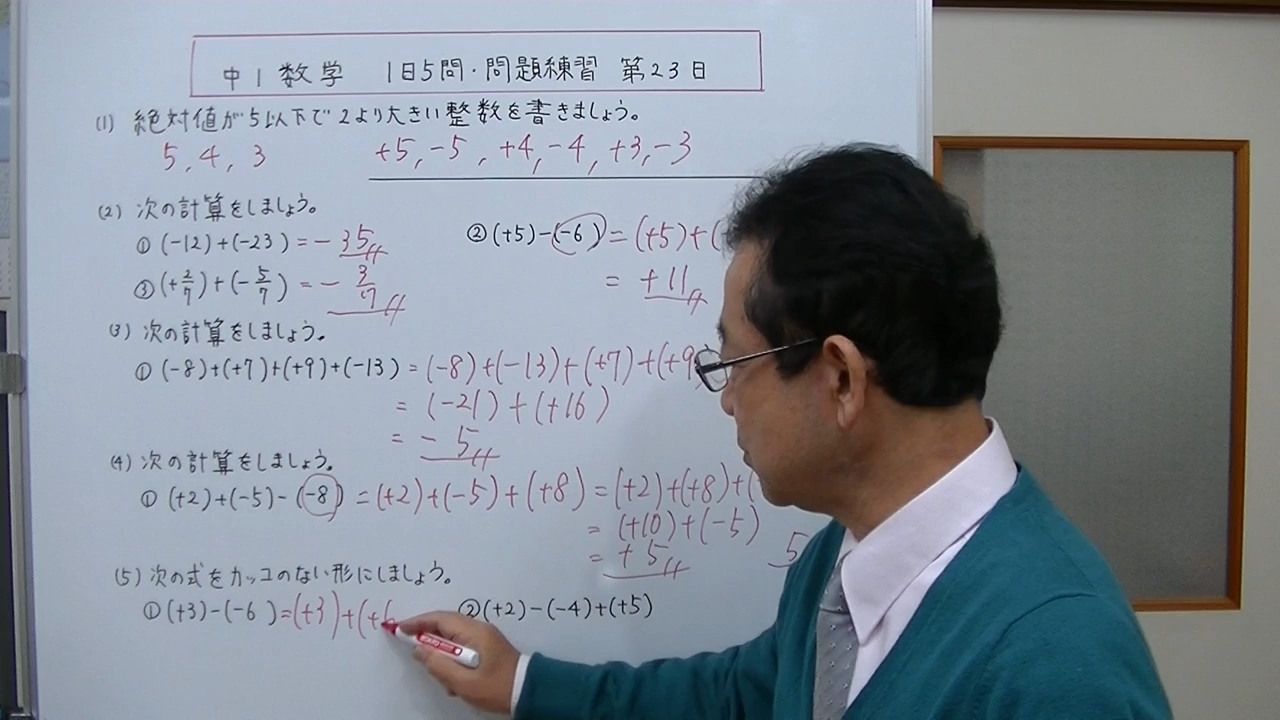 中1数学 1日5問・問題練習 第23日
(1) 絶対値が5以下で2より大きい整数を書きましょう。
5, 4, 3 +5, -5, +4, -4, +3, -3
(2) 次の計算をしましょう。
① (-12)+(-23) = -35 ② (+5)-(-6) = (+5)+(
= +11
③ (+2/7)+(-5/7) = -3/7
(3) 次の計算をしましょう。
① (-8)+(+7)+(+9)+(-13) = (-8)+(-13)+(+7)+(+9
= (-21)+(+16)
= -5
(4) 次の計算をしましょう。
① (+2)+(-5)-(-8) = (+2)+(-5)+(+8) = (+2)+(+8)+(
= (+10)+(-5)
= +5 5
(5) 次の式をカッコのない形にしましょう。
① (+3)-(-6) = (+3)+(+6 ② (+2)-(-4)+(+5)